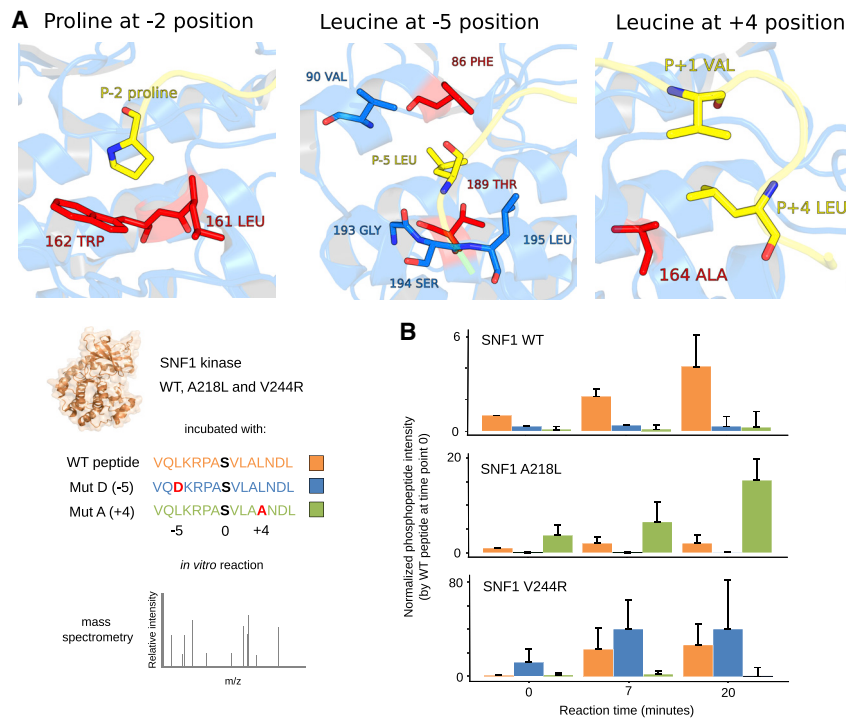 A
Proline at -2 position
Leucine at -5 position
Leucine at +4 position
P-2 proline
161 LEU
162 TRP
90 VAL
86 PHE
P-5 LEU
189 THR
193 GLY
195 LEU
194 SER
P+1 VAL
P+4 LEU
164 ALA
SNF1 kinase
WT, A218L and V244R
incubated with:
WT peptide VQLKRPASVLALNDL
Mut D (-5) VQDKRPASVLALNDL
Mut A (+4) VQLKRPASVLAANDL
-5 0 +4
in vitro reaction
mass
spectrometry
Relative intensity
m/z
B
Normalized phosphopeptide intensity
(by WT peptide at time point 0)
SNF1 WT
6
0
SNF1 A218L
20
0
SNF1 V244R
80
0
0 7 20
Reaction time (minutes)